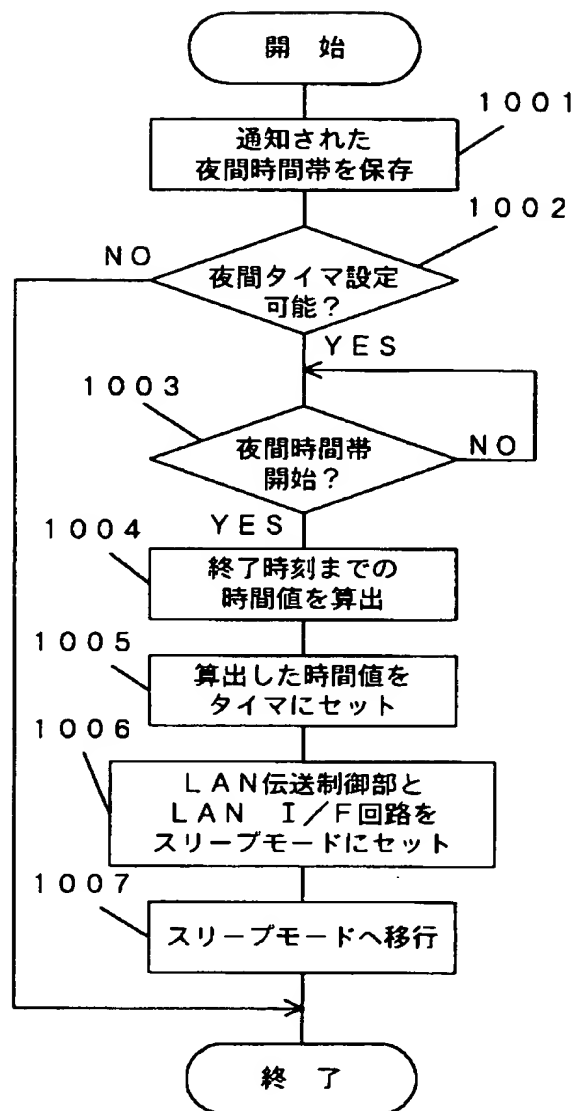 開 始
1001
通知された
夜間時間帯を保存
1002
NO
夜間タイマ設定
可能?
YES
1003
夜間時間帯
開始?
NO
YES
1004
終了時刻までの
時間値を算出
1005
算出した時間値を
タイマにセット
1006
LAN伝送制御部と
LAN I/F回路を
スリープモードにセット
1007
スリープモードへ移行
終 了